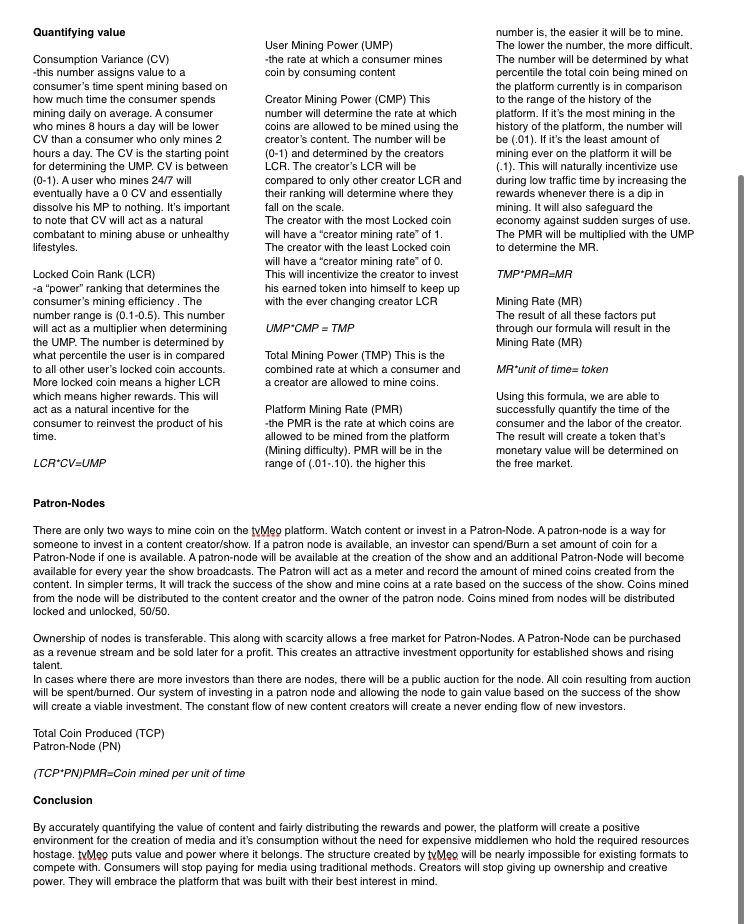 Quantifying value
Consumption Variance (CV)
-this number assigns value to a
consumer's time spent mining based on
how much time the consumer spends
mining daily on average. A consumer
who mines 8 hours a day will be lower
CV than a consumer who only mines 2
hours a day. The CV is the starting point
for determining the UMP. CV is between
(0-1). A user who mines 24/7 will
eventually have a 0 CV and essentially
dissolve his MP to nothing. It's important
to note that CV will act as a natural
combatant to mining abuse or unhealthy
lifestyles.
Locked Coin Rank (LCR)
-a "power" ranking that determines the
consumer's mining efficiency . The
number range is (0.1-0.5). This number
will act as a multiplier when determining
the UMP. The number is determined by
what percentile the user is in compared
to all other user's locked coin accounts.
More locked coin means a higher LCR
which means higher rewards. This will
act as a natural incentive for the
consumer to reinvest the product of his
time.
LCR*CV=UMP
User Mining Power (UMP)
-the rate at which a consumer mines
coin by consuming content
Creator Mining Power (CMP) This
number will determine the rate at which
coins are allowed to be mined using the
creator's content. The number will be
(0-1) and determined by the creators
LCR. The creator's LCR will be
compared to only other creator LCR and
their ranking will determine where they
fall on the scale.
The creator with the most Locked coin
will have a "creator mining rate" of 1.
The creator with the least Locked coin
will have a "creator mining rate" of 0.
This will incentivize the creator to invest
his earned token into himself to keep up
with the ever changing creator LCR
UMP*CMP = TMP
Total Mining Power (TMP) This is the
combined rate at which a consumer and
a creator are allowed to mine coins.
Platform Mining Rate (PMR)
-the PMR is the rate at which coins are
allowed to be mined from the platform
(Mining difficulty). PMR will be in the
range of (.01-.10). the higher this
number is, the easier it will be to mine.
The lower the number, the more difficult.
The number will be determined by what
percentile the total coin being mined on
the platform currently is in comparison
to the range of the history of the
platform. If it's the most mining in the
history of the platform, the number will
be (.01). If it's the least amount of
mining ever on the platform it will be
(.1). This will naturally incentivize use
during low traffic time by increasing the
rewards whenever there is a dip in
mining. It will also safeguard the
economy against sudden surges of use.
The PMR will be multiplied with the UMP
to determine the MR.
TMP*PMR=MR
Mining Rate (MR)
The result of all these factors put
through our formula will result in the
Mining Rate (MR)
MR*unit of time= token
Using this formula, we are able to
successfully quantify the time of the
consumer and the labor of the creator.
The result will create a token that's
monetary value will be determined on
the free market.
Patron-Nodes
There are only two ways to mine coin on the tvMeo platform. Watch content or invest in a Patron-Node. A patron-node is a way for
someone to invest in a content creator/show. If a patron node is available, an investor can spend/Burn a set amount of coin for a
Patron-Node if one is available. A patron-node will be available at the creation of the show and an additional Patron-Node will become
available for every year the show broadcasts. The Patron will act as a meter and record the amount of mined coins created from the
content. In simpler terms, It will track the success of the show and mine coins at a rate based on the success of the show. Coins mined
from the node will be distributed to the content creator and the owner of the patron node. Coins mined from nodes will be distributed
locked and unlocked, 50/50.
Ownership of nodes is transferable. This along with scarcity allows a free market for Patron-Nodes. A Patron-Node can be purchased
as a revenue stream and be sold later for a profit. This creates an attractive investment opportunity for established shows and rising
talent.
In cases where there are more investors than there are nodes, there will be a public auction for the node. All coin resulting from auction
will be spent/burned. Our system of investing in a patron node and allowing the node to gain value based on the success of the show
will create a viable investment. The constant flow of new content creators will create a never ending flow of new investors.
Total Coin Produced (TCP)
Patron-Node (PN)
(TCP*PN)PMR=Coin mined per unit of time
Conclusion
By accurately quantifying the value of content and fairly distributing the rewards and power, the platform will create a positive
environment for the creation of media and it's consumption without the need for expensive middlemen who hold the required resources
hostage. tvMeo puts value and power where it belongs. The structure created by tvMeo will be nearly impossible for existing formats to
compete with. Consumers will stop paying for media using traditional methods. Creators will stop giving up ownership and creative
power. They will embrace the platform that was built with their best interest in mind.